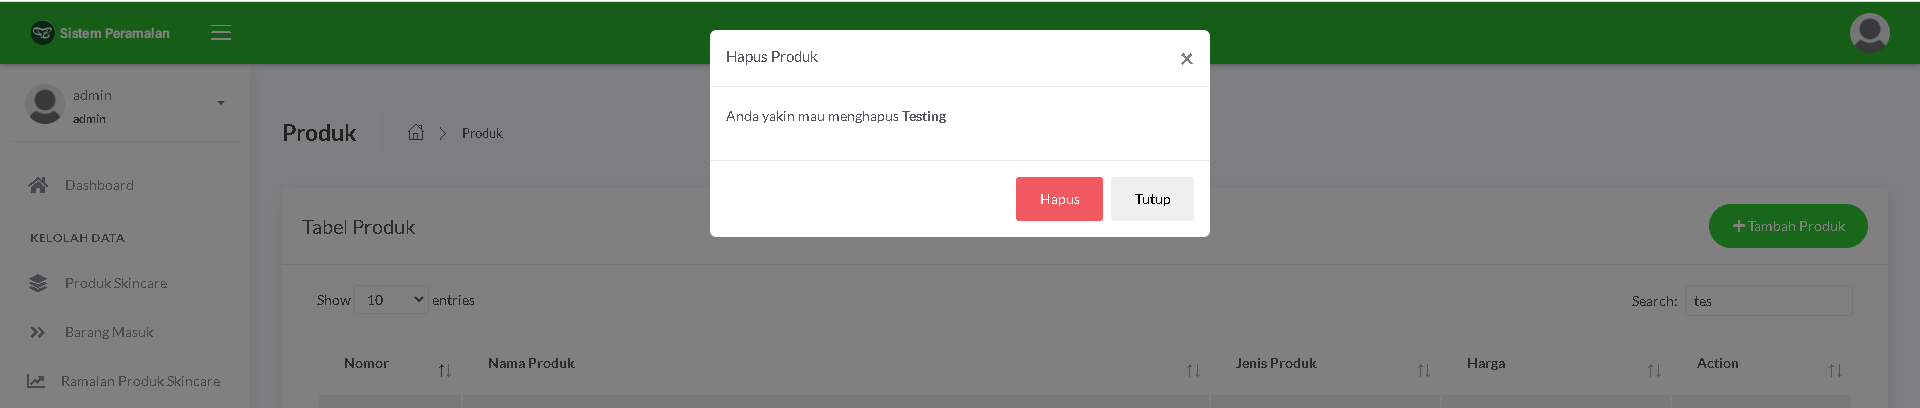 Sistem Peramalan
Hapus Produk ×
admin
admin
Anda yakin mau menghapus Testing
Produk Produk
Dashboard
Hapus Tutup
Tabel Produk
Tambah Produk
KELOLAH DATA
Produk Skincare
Show 10 entries
Search: tes
Barang Masuk
Nomor Nama Produk Jenis Produk Harga Action
Ramalan Produk Skincare